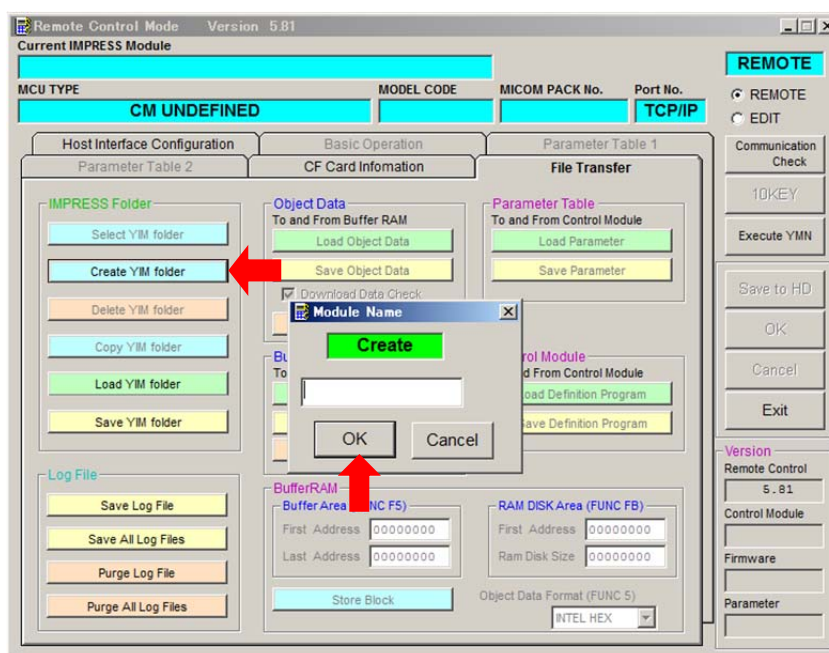 Remote Control Mode Version 5.81
Current IMPRESS Module
REMOTE
MCU TYPE MODEL CODE MICOM PACK No. Port No.
CM UNDEFINED TCP/IP
REMOTE
EDIT
Host Interface Configuration Basic Operation Parameter Table 1
Parameter Table 2 CF Card Infomation File Transfer
Communication Check
10KEY
Execute YMN
Save to HD
OK
Cancel
Exit
IMPRESS Folder
Select YIM folder
Create YIM folder
Delete YIM folder
Copy YIM folder
Load YIM folder
Save YIM folder
Object Data
To and From Buffer RAM
Load Object Data
Save Object Data
Download Data Check
Parameter Table
To and From Control Module
Load Parameter
Save Parameter
Module Name
Create
OK Cancel
Bu
To
rol Module
d From Control Module
oad Definition Program
ave Definition Program
Log File
Save Log File
Save All Log Files
Purge Log File
Purge All Log Files
BufferRAM
Buffer Area NC F5)
First Address 00000000
Last Address 00000000
RAM DISK Area (FUNC FB)
First Address 00000000
Ram Disk Size 00000000
Store Block
Object Data Format (FUNC 5)
INTEL HEX
Version
Remote Control
5.81
Control Module
Firmware
Parameter